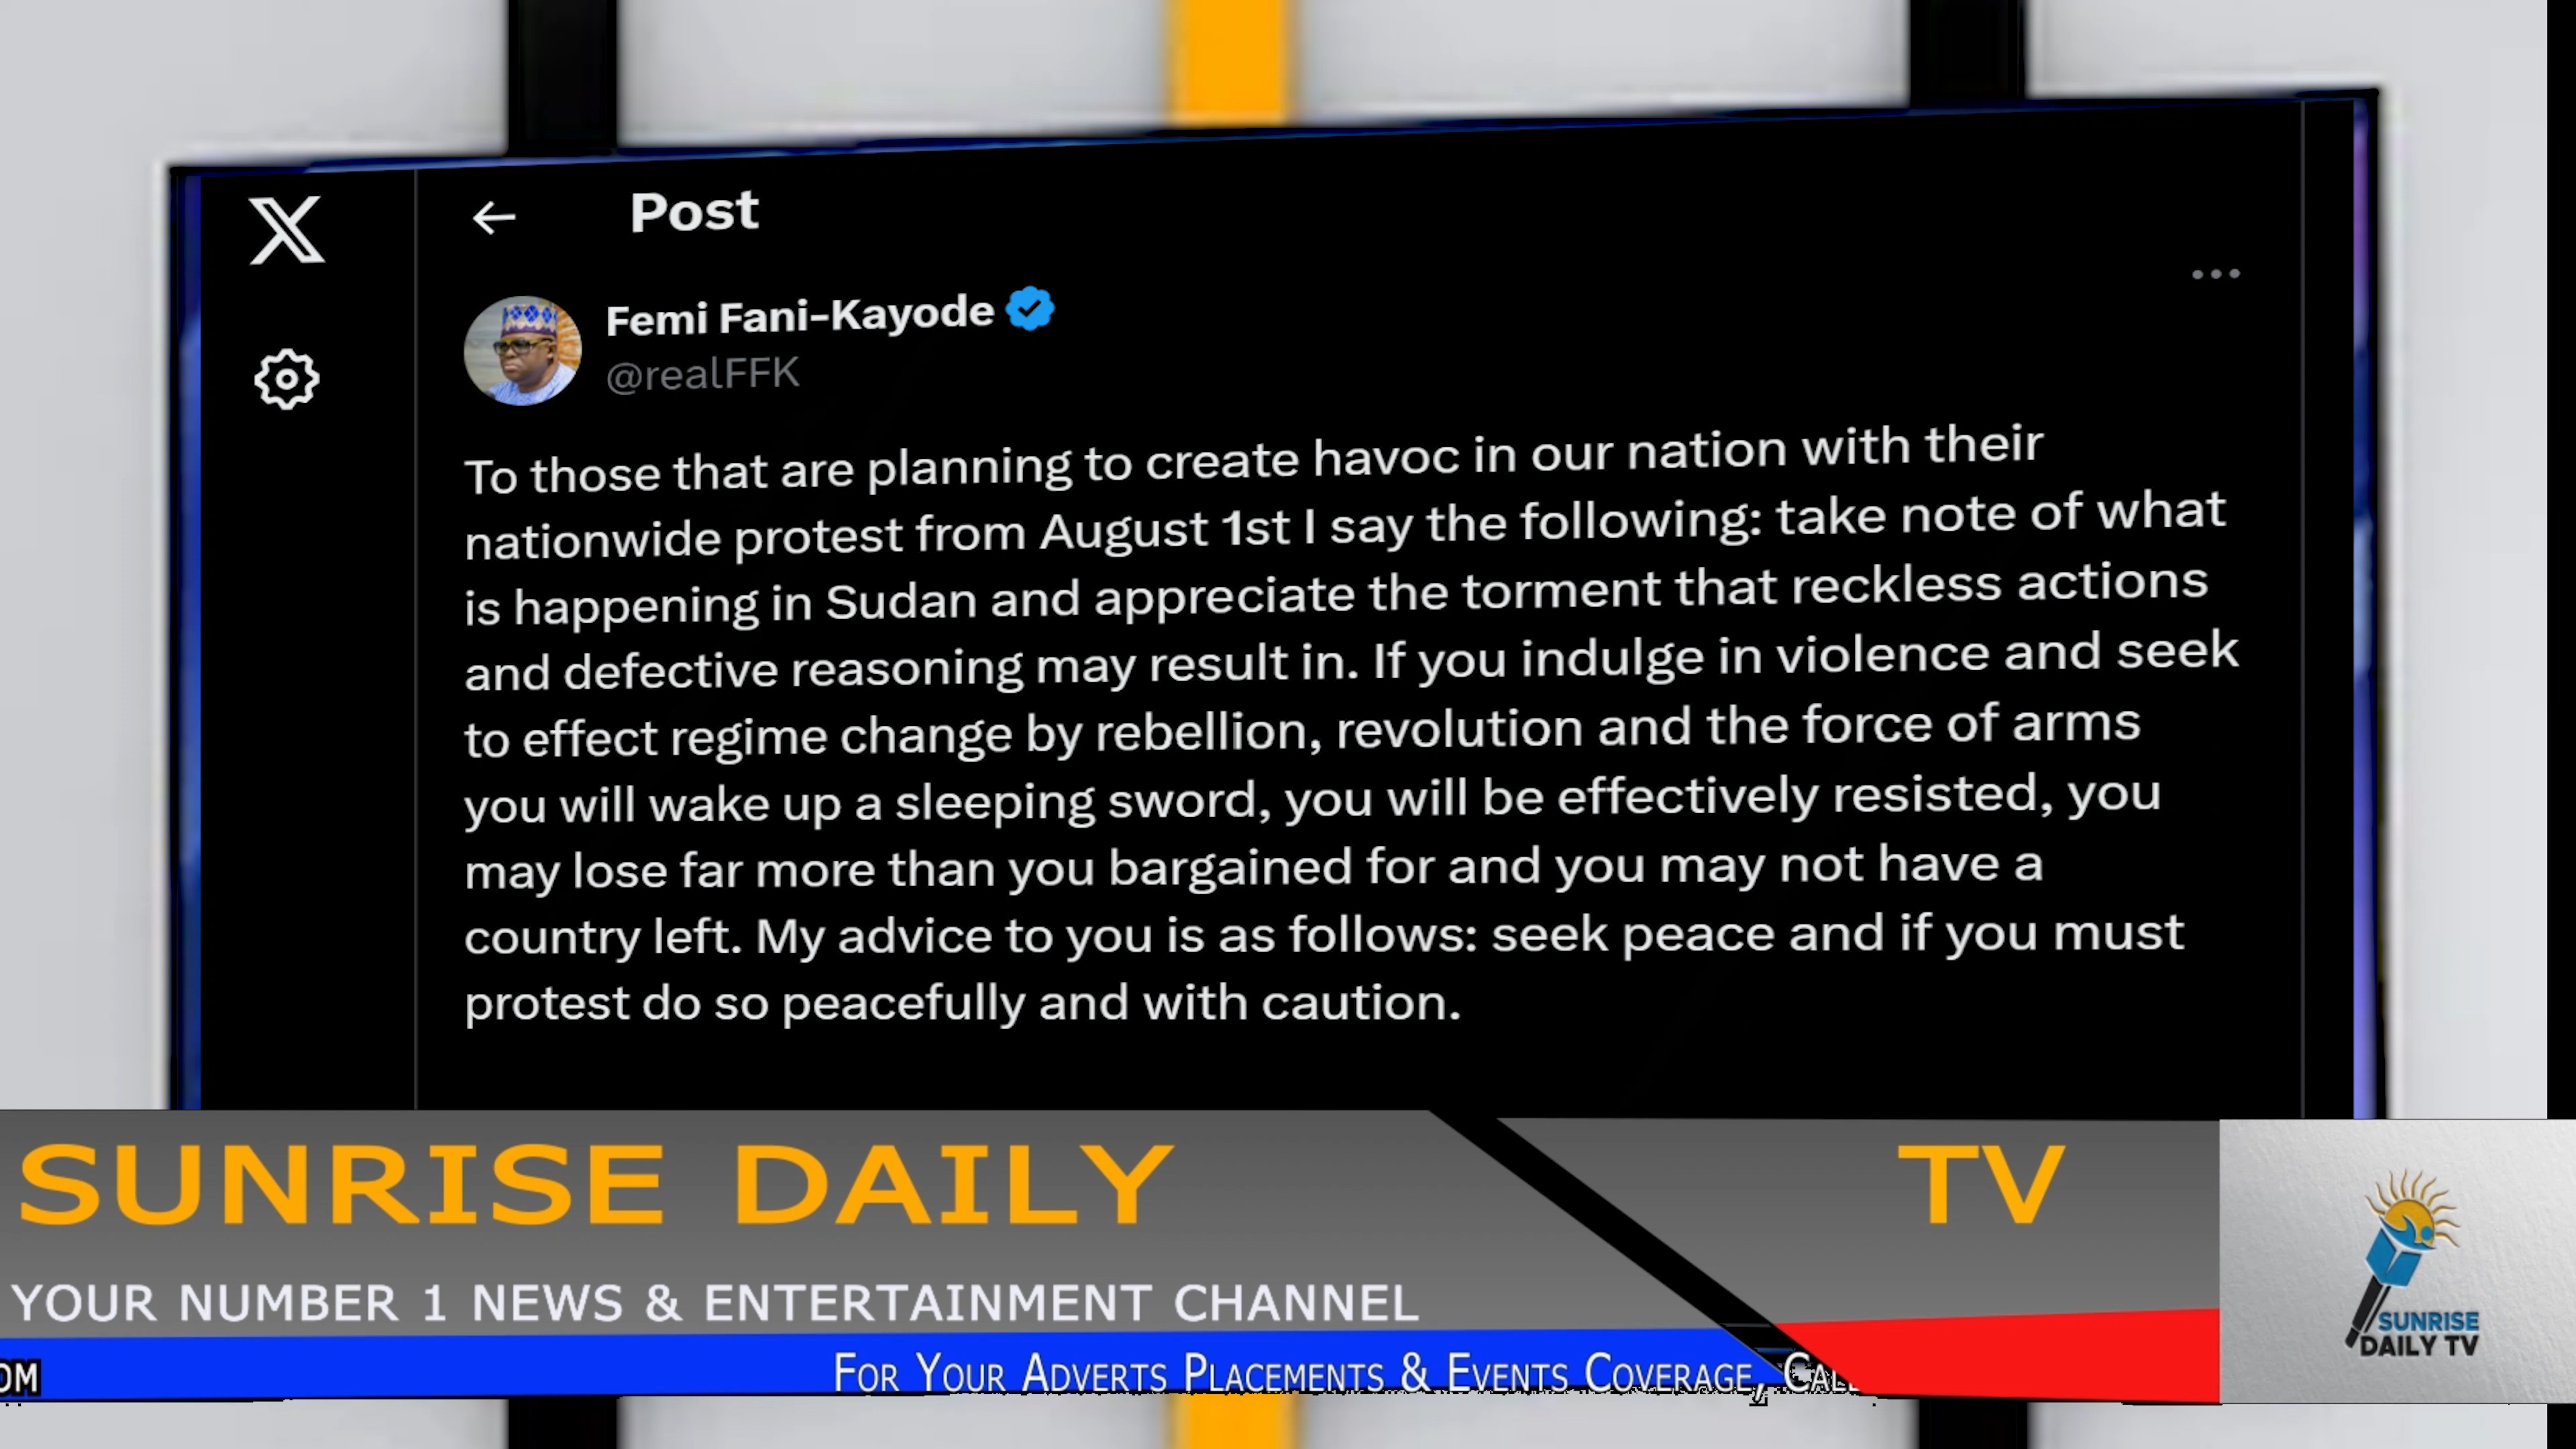 Post
Femi Fani-Kayode
@realFFK
To those that are planning to create havoc in our nation with their
nationwide protest from August 1st I say the following: take note of what
is happening in Sudan and appreciate the torment that reckless actions
and defective reasoning may result in. If you indulge in violence and seek
to effect regime change by rebellion, revolution and the force of arms
you will wake up a sleeping sword, you will be effectively resisted, you
may lose far more than you bargained for and you may not have a
country left. My advice to you is as follows: seek peace and if you must
protest do so peacefully and with caution.
SUNRISE DAILY TV
YOUR NUMBER 1 NEWS & ENTERTAINMENT CHANNEL
FOR YOUR ADVERTS PLACEMENTS & EVENTS COVERAGE,
SUNRISE
DAILY TV